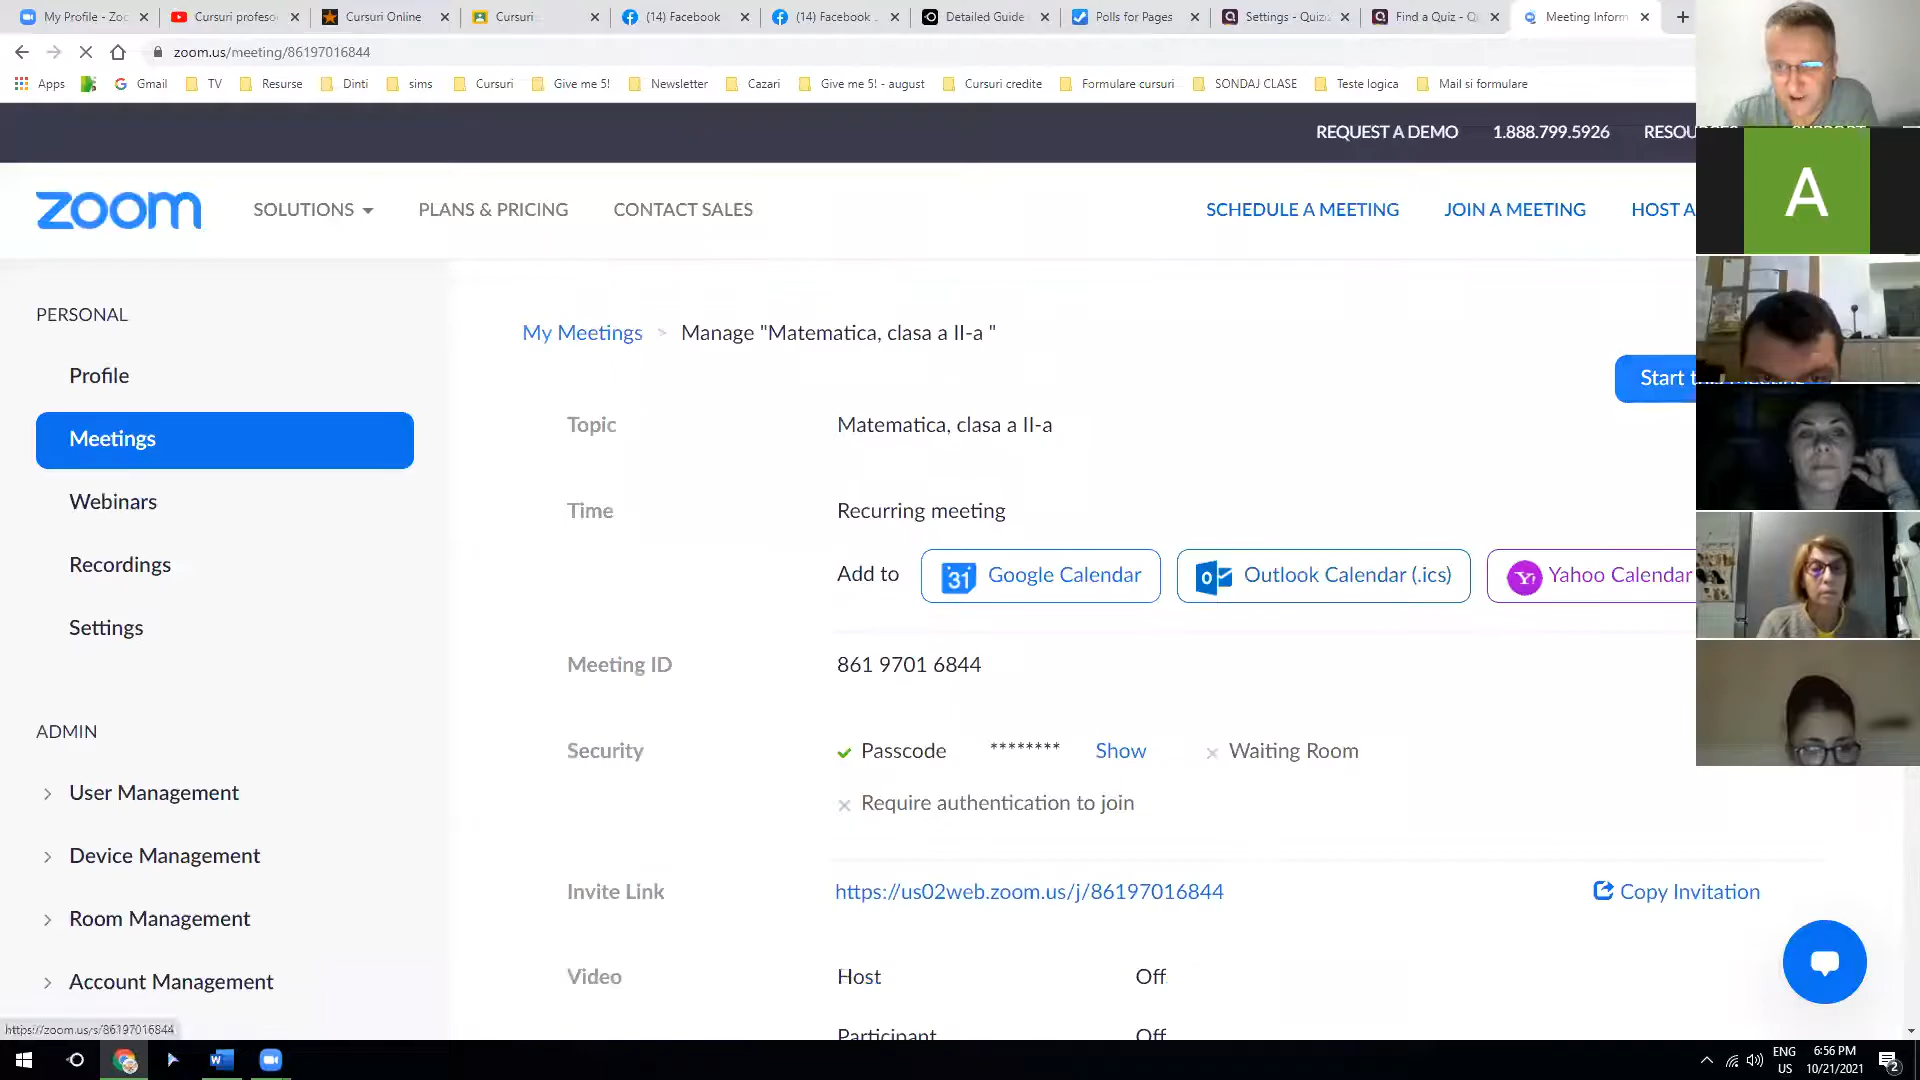 My Profile - Zo
Cursuri profeso
Cursuri Online
Cursuri
(14) Facebook
(14) Facebook
Detailed Guide
Polls for Pages
Settings - Quiz
Find a Quiz - Q
Meeting Inform
zoom.us/meeting/86197016844
Apps
Gmail
TV
Resurse
Dinti
sims
Cursuri
Give me 5!
Newsletter
Cazari
Give me 5! - august
Cursuri credite
Formulare cursuri
SONDAJ CLASE
Teste logica
Mail si formulare
REQUEST A DEMO 1.888.799.5926
zoom
SOLUTIONS PLANS & PRICING CONTACT SALES
SCHEDULE A MEETING JOIN A MEETING HOST A
A
PERSONAL
Profile
Meetings
Webinars
Recordings
Settings
ADMIN
User Management
Device Management
Room Management
Account Management
My Meetings > Manage "Matematica, clasa a II-a "
Start
Topic Matematica, clasa a II-a
Time Recurring meeting
Add to 31 Google Calendar Outlook Calendar (.ics) Yahoo Calendar
Meeting ID 861 9701 6844
Security Passcode ******** Show Waiting Room
Require authentication to join
Invite Link https://us02web.zoom.us/j/86197016844 Copy Invitation
Video Host Off
Participant Off
https://zoom.us/s/86197016844
ENG
US
6:56 PM
10/21/2021
2